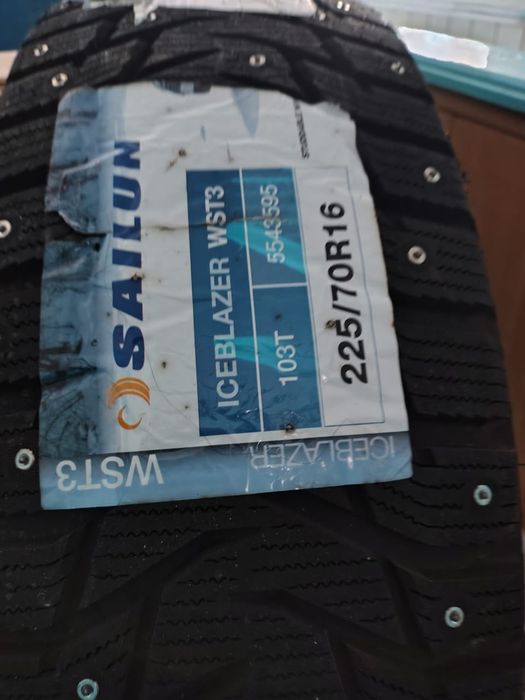 SAILUN
ICEBLAZER WST3
103T 5543595
225/70R16
ICEBLAZER
WST3